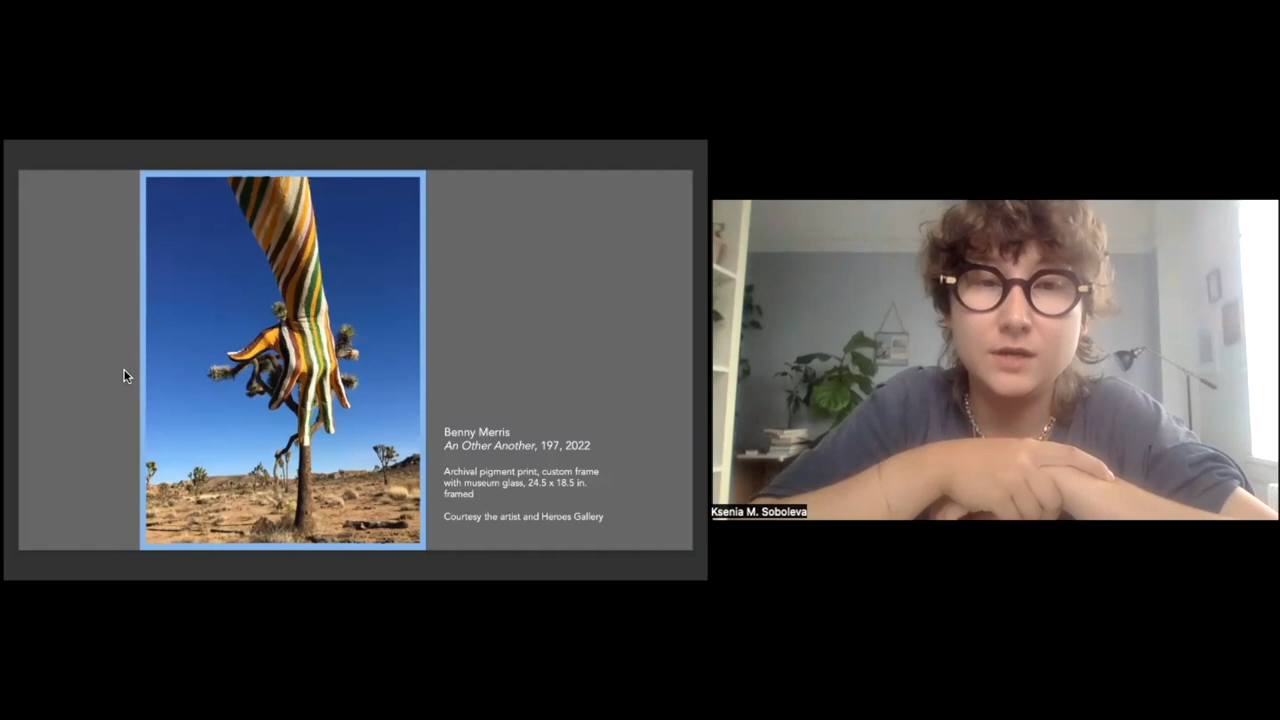 Benny Merris
An Other Another, 197, 2022
Archival pigment print, custom frame
with museum glass, 24.5 x 18.5 in.
framed
Courtesy the artist and Heroes Gallery
Ksenia M. Soboleva